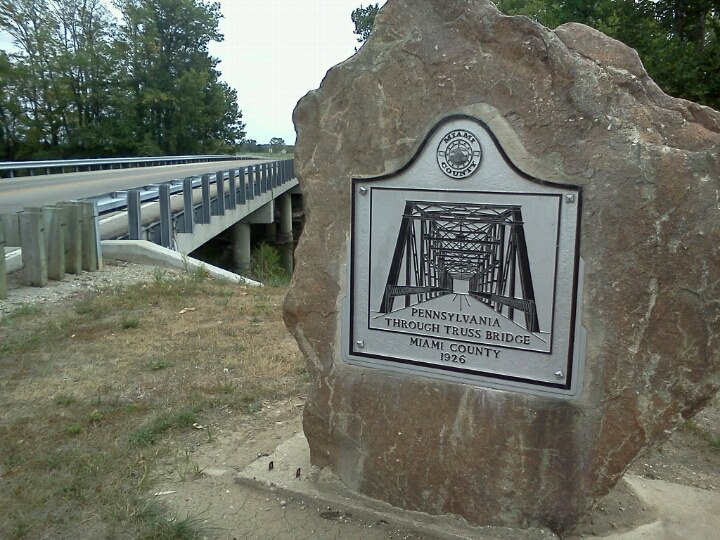 MIAMI
COUNTY
PENNSYLVANIA
THROUGH TRUSS BRIDGE
MIAMI COUNTY
1926